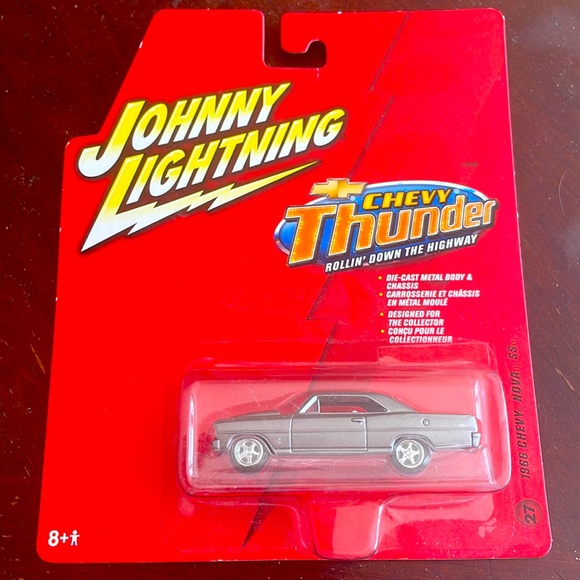 JOHNNY
LIGHTNING
CHEVY
Thunder
ROLLIN' DOWN THE HIGHWAY
• DIE-CAST METAL BODY &
CHASSIS
• CARROSSERIE ET CHÂSSIS
EN MÉTAL MOULÉ
• DESIGNED FOR
THE COLLECTOR
• CONÇU POUR LE
COLLECTIONNEUR
27 1966 CHEVY NOVA SS
8+